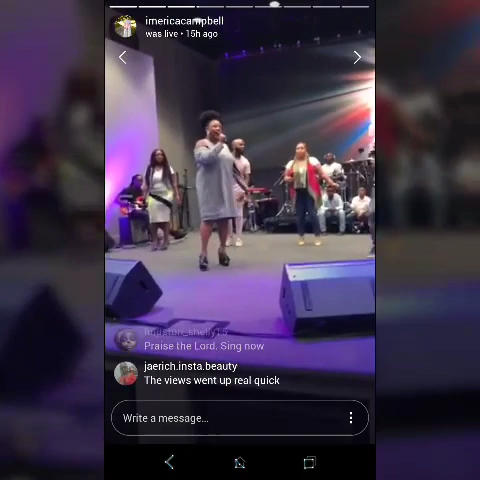 imericacampbell
was live • 15h ago
Praise the Lord. Sing now
jaerich.insta.beauty
The views went up real quick
Write a message...